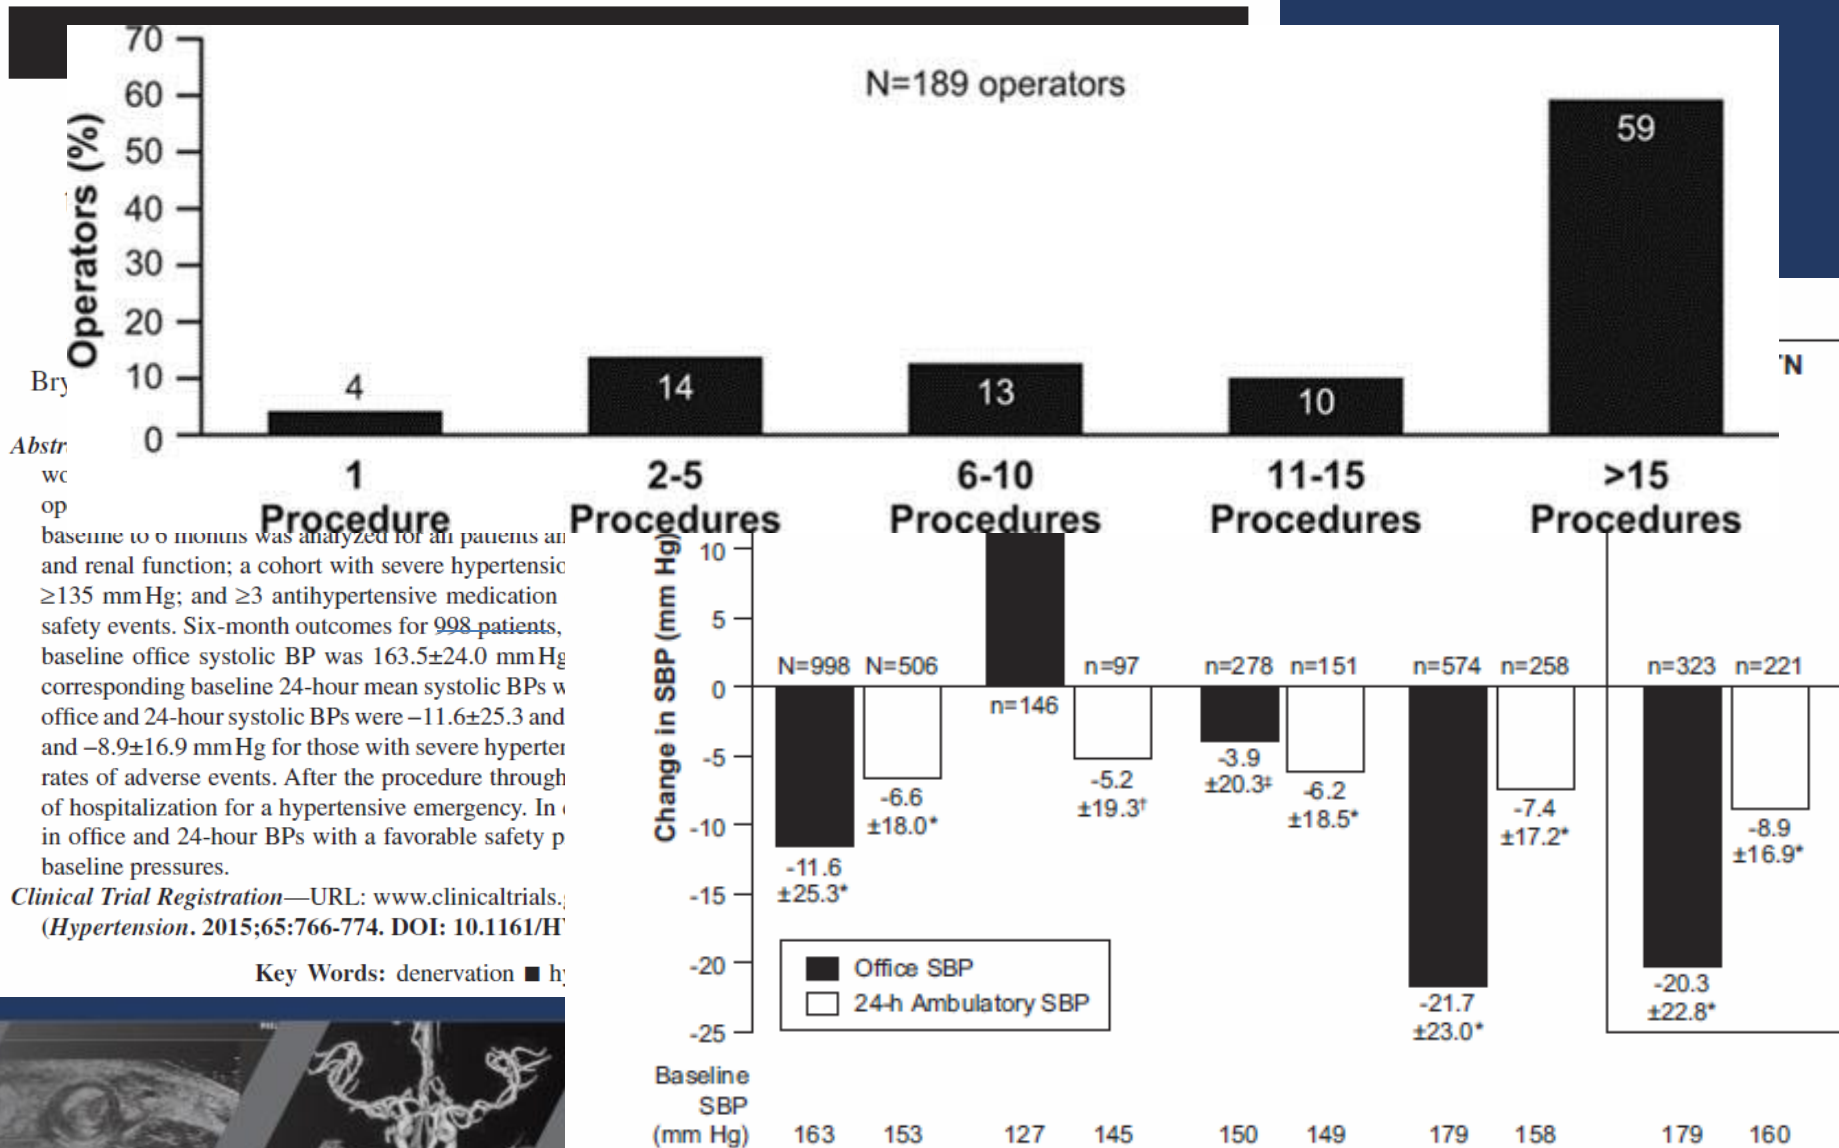 70
N=189 operators
60
59
50
40
30
20
10
0
Operators (%)
4
14
13
10
1
Procedure
2-5
Procedures
6-10
Procedures
11-15
Procedures
>15
Procedures
TN
Bry
Abstr
wo
op
baseline to 6 months was analyzed for all patients an
and renal function; a cohort with severe hypertensio
≥135 mm Hg; and ≥3 antihypertensive medication
safety events. Six-month outcomes for 998 patients,
baseline office systolic BP was 163.5±24.0 mm Hg
corresponding baseline 24-hour mean systolic BPs w
office and 24-hour systolic BPs were −11.6±25.3 and
and −8.9±16.9 mm Hg for those with severe hyperten
rates of adverse events. After the procedure through
of hospitalization for a hypertensive emergency. In
in office and 24-hour BPs with a favorable safety p
baseline pressures.
Clinical Trial Registration—URL: www.clinicaltrials.
(Hypertension. 2015;65:766-774. DOI: 10.1161/HY
Key Words: denervation ■ hy
Change in SBP (mm Hg)
10
5
0
-5
-10
-15
-20
-25
N=998 N=506
n=146
n=97
n=278 n=151
n=574 n=258
n=323 n=221
-11.6
±25.3*
-6.6
±18.0*
-5.2
±19.3†
-3.9
±20.3‡
-6.2
±18.5*
-21.7
±23.0*
-7.4
±17.2*
-20.3
±22.8*
-8.9
±16.9*
Office SBP
24-h Ambulatory SBP
Baseline
SBP
(mm Hg) 163 153 127 145 150 149 179 158 179 160